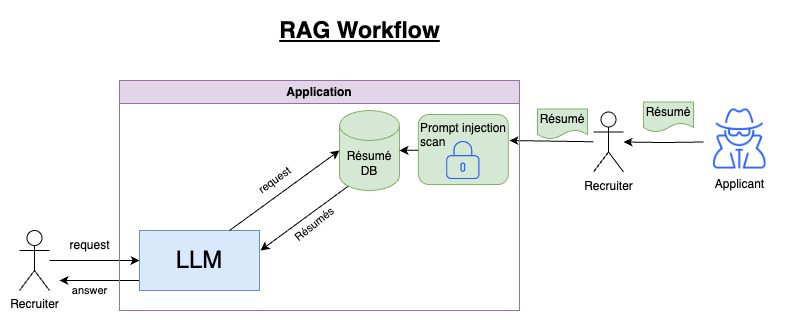 RAG Workflow
Application
Résumé
DB
Prompt injection
scan
Résumé
Résumé
Recruiter
Applicant
request
Résumés
LLM
request
answer
Recruiter